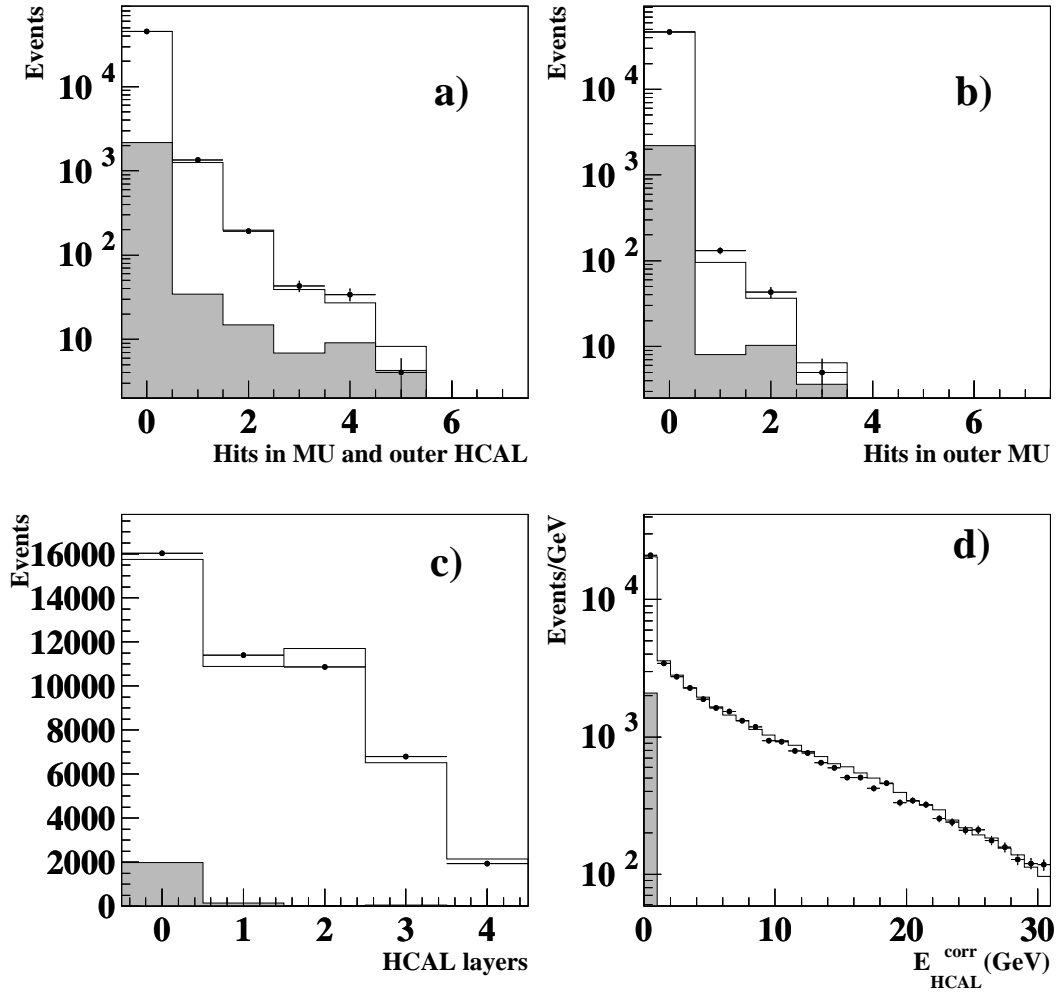 Events
a)
10^4
10^3
10^2
10
0 2 4 6
Hits in MU and outer HCAL
Events
b)
10^4
10^3
10^2
10
0 2 4 6
Hits in outer MU
Events
c)
16000
14000
12000
10000
8000
6000
4000
2000
0
0 1 2 3 4
HCAL layers
Events/GeV
d)
10^4
10^3
10^2
0 10 20 30
E_HCAL^corr (GeV)